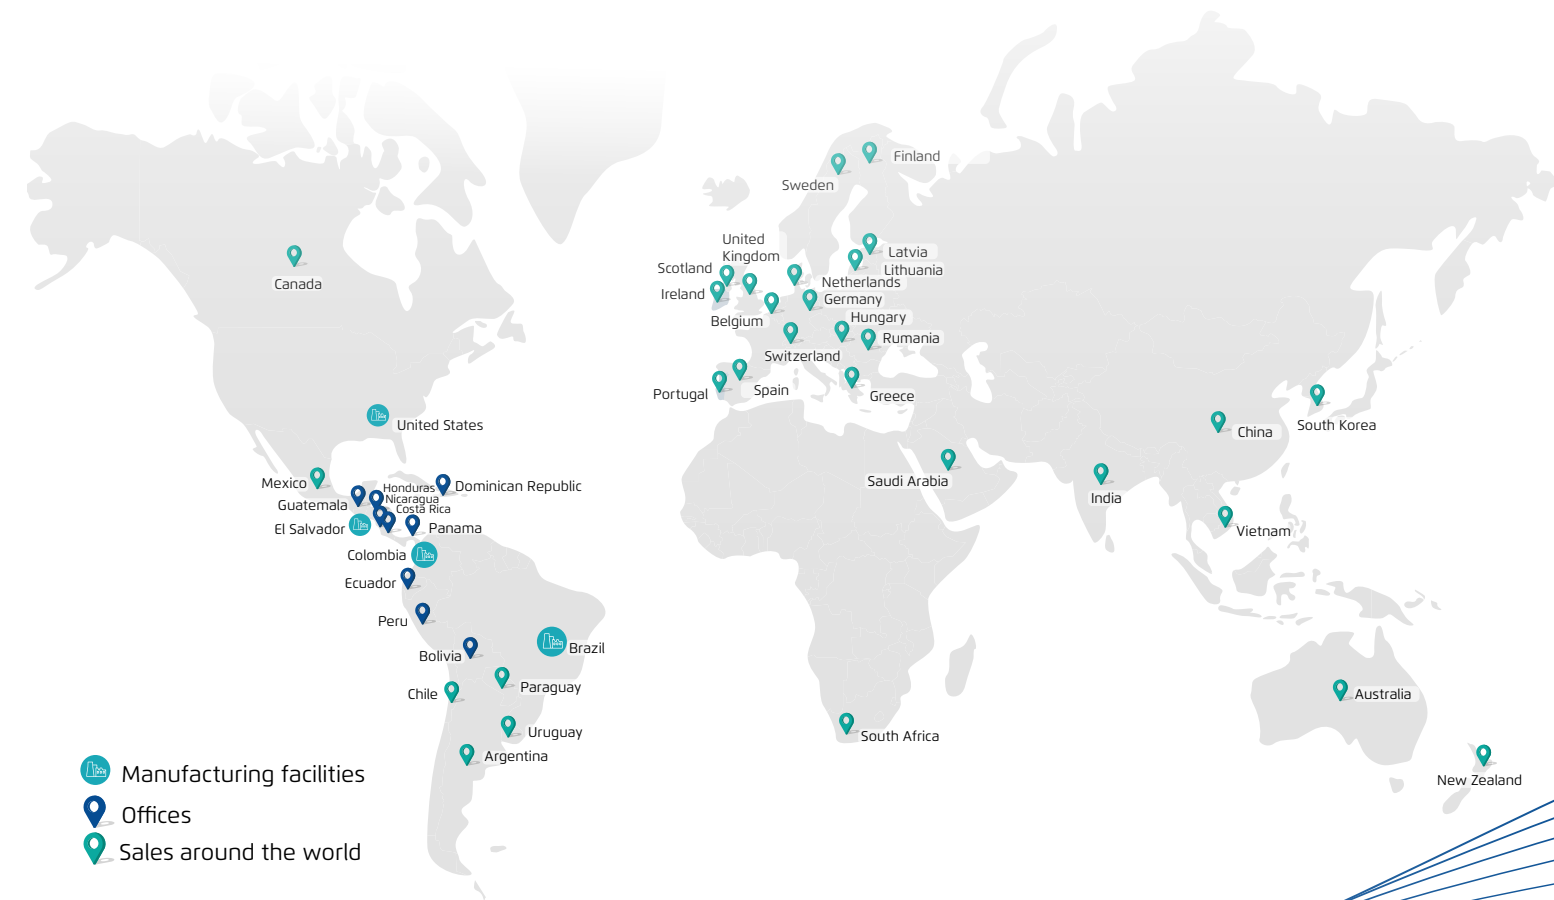 Finland
Sweden
United
Kingdom
Latvia
Scotland
Lithuania
Canada
Netherlands
Ireland
Germany
Belgium
Hungary
Rumania
Switzerland
Portugal
Spain
Greece
United States
China
South Korea
Mexico
Honduras
Dominican Republic
Saudi Arabia
Nicaragua
India
Guatemala
Costa Rica
El Salvador
Panama
Vietnam
Colombia
Ecuador
Peru
Brazil
Bolivia
Paraguay
Chile
Australia
Uruguay
South Africa
Argentina
Manufacturing facilities
New Zealand
Offices
Sales around the world